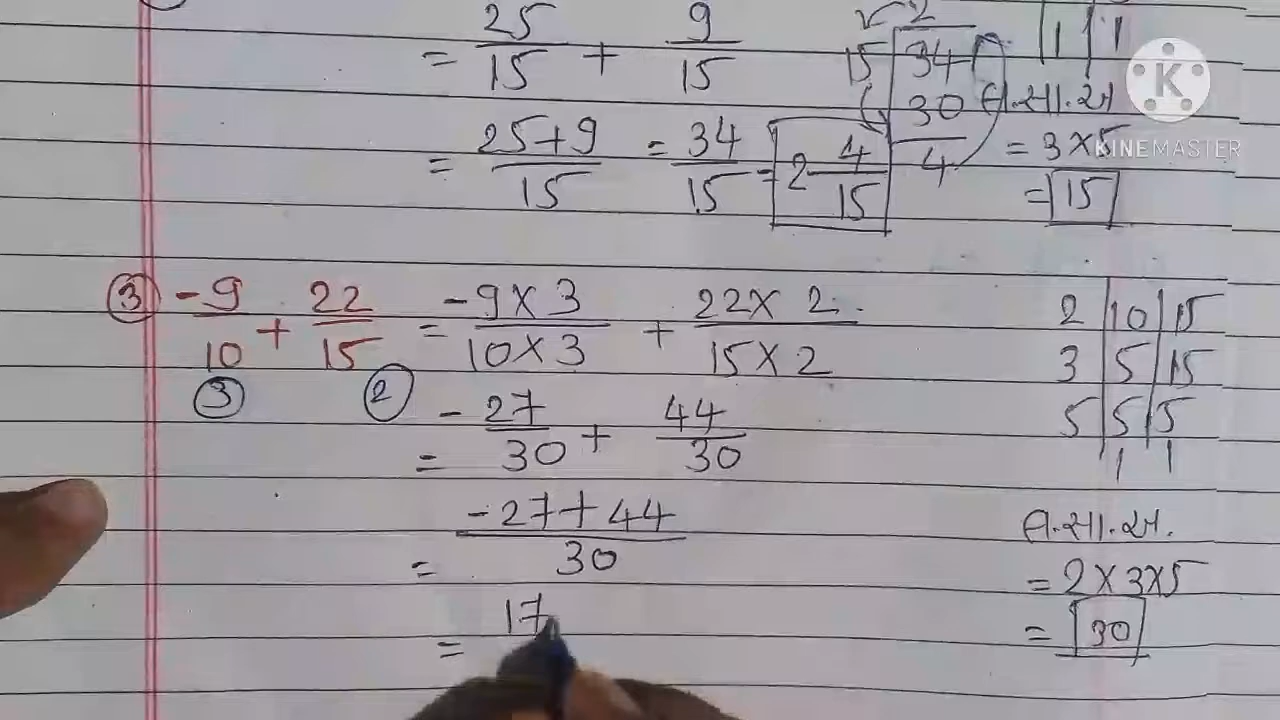 = 25/15 + 9/15
= 25+9/15 = 34/15 = 2 4/15
2
15 34
30
4
1 1
લ.સા.અ
= 3×5
= 15
K
KINEMASTER
③ -9/10 + 22/15 = -9×3/10×3 + 22×2/15×2
③ ②
= -27/30 + 44/30
= -27+44/30
= 17
2 10 15
3 5 15
5 5 5
1 1
લ.સા.અ.
= 2×3×5
= 30